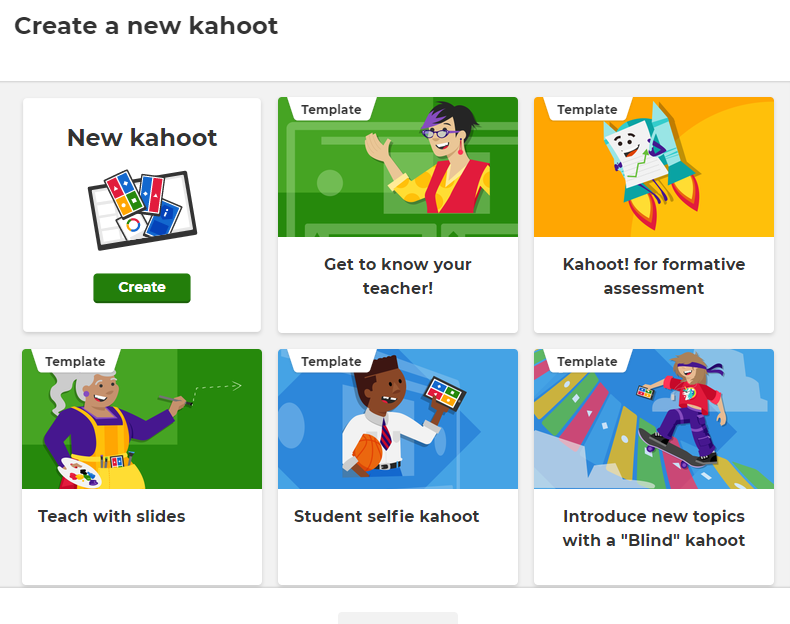 Create a new kahoot
New kahoot
Create
Template
Get to know your
teacher!
Template
Kahoot! for formative
assessment
Template
Teach with slides
Template
Student selfie kahoot
Template
Introduce new topics
with a "Blind" kahoot